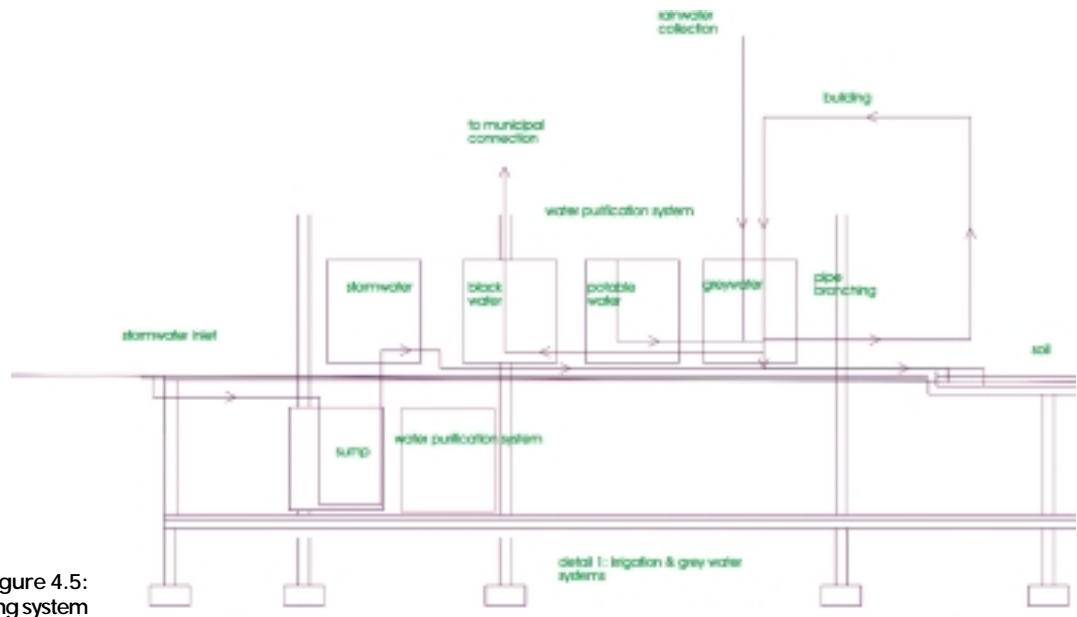 rainwater
collection
building
to municipal
connection
water purification system
stormwater
black
water
potable
water
greywater
pipe
branching
stormwater inlet
soil
sump
water purification system
detail 1: irrigation & grey water
systems
gure 4.5:
ng system